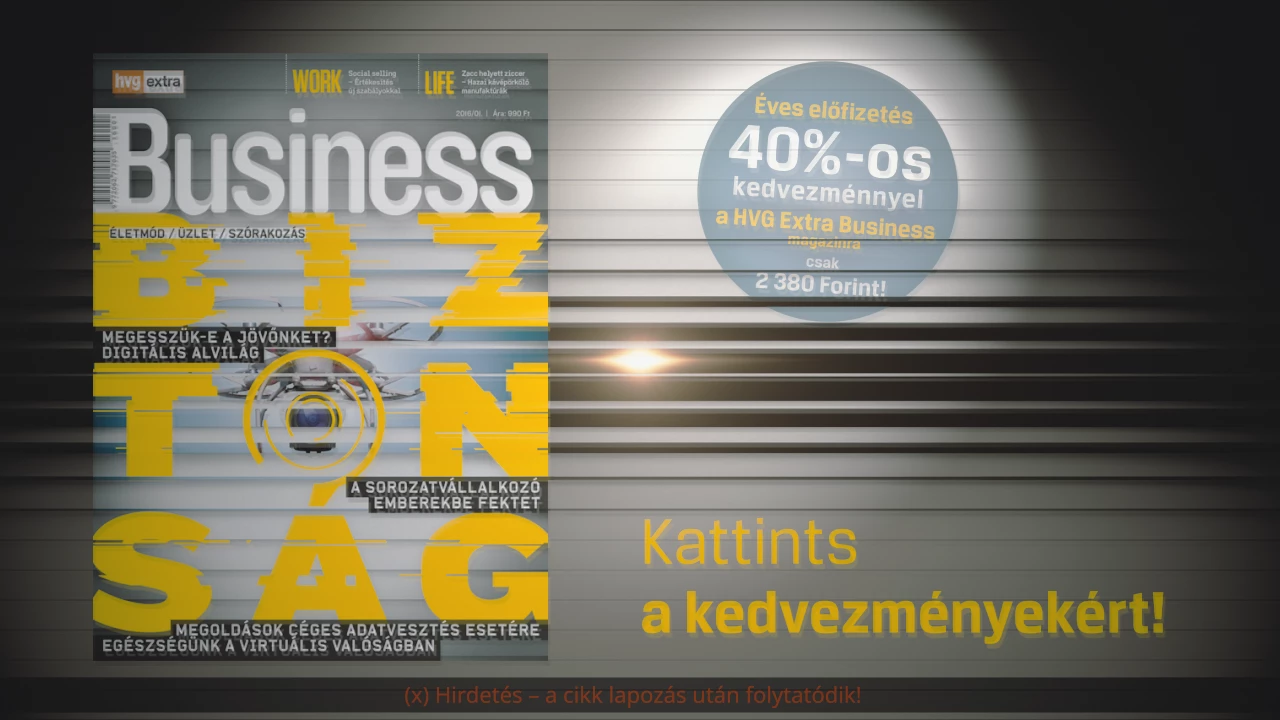 hvg extra
WORK
Social selling
– Értékesítés
új szabályokkal
LIFE
Zacc helyett ziccer
– Hazai kávépörkölő
manufaktúrák
2016/01. | Ára: 990 Ft
Business
ÉLETMÓD / ÜZLET / SZÓRAKOZÁS
BIZ
MEGESSZÜK-E A JÖVŐNKET?
DIGITÁLIS ALVILÁG
TON
A SOROZATVÁLLALKOZÓ
EMBEREKBE FEKTET
SÁG
MEGOLDÁSOK CÉGES ADATVESZTÉS ESETÉRE
EGÉSZSÉGÜNK A VIRTUÁLIS VALÓSÁGBAN
Éves előfizetés
40%-os
kedvezménnyel
a HVG Extra Business
magazinra
csak
2 380 Forint!
Kattints
a kedvezményekért!
(x) Hirdetés – a cikk lapozás után folytatódik!